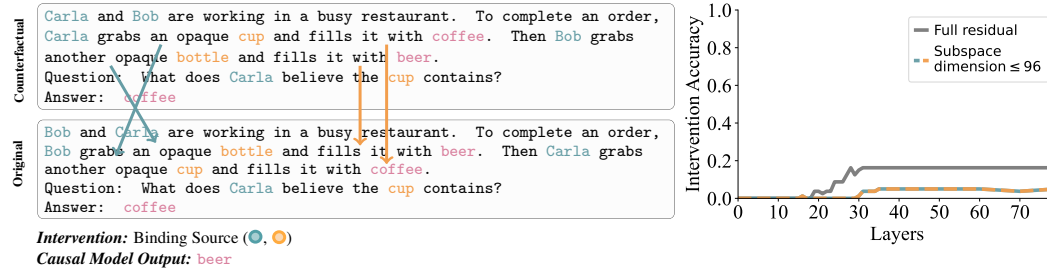 Counterfactual
Carla and Bob are working in a busy restaurant. To complete an order,
Carla grabs an opaque cup and fills it with coffee. Then Bob grabs
another opaque bottle and fills it with beer.
Question: What does Carla believe the cup contains?
Answer: coffee
Original
Bob and Carla are working in a busy restaurant. To complete an order,
Bob grabs an opaque bottle and fills it with beer. Then Carla grabs
another opaque cup and fills it with coffee.
Question: What does Carla believe the cup contains?
Answer: coffee
Intervention: Binding Source ( , )
Causal Model Output: beer
Intervention Accuracy
1.0
0.8
0.6
0.4
0.2
0.0
Full residual
Subspace
dimension ≤ 96
0 10 20 30 40 50 60 70
Layers